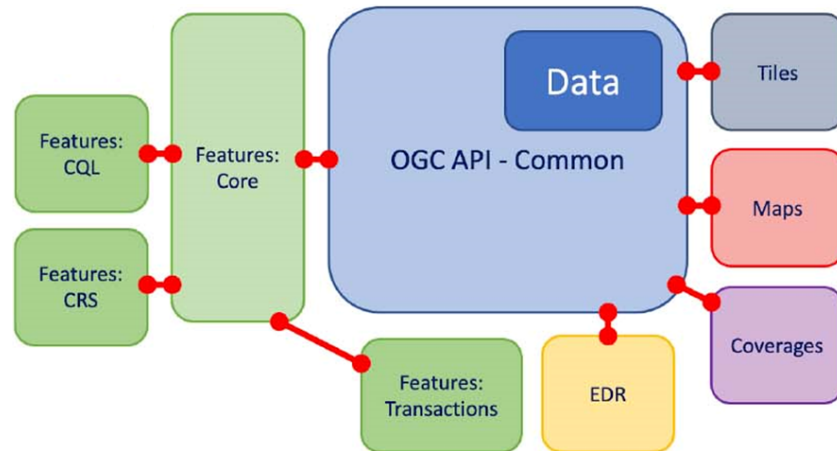 Data
Tiles
Features:
CQL
Features:
Core
OGC API - Common
Maps
Features:
CRS
Coverages
Features:
Transactions
EDR